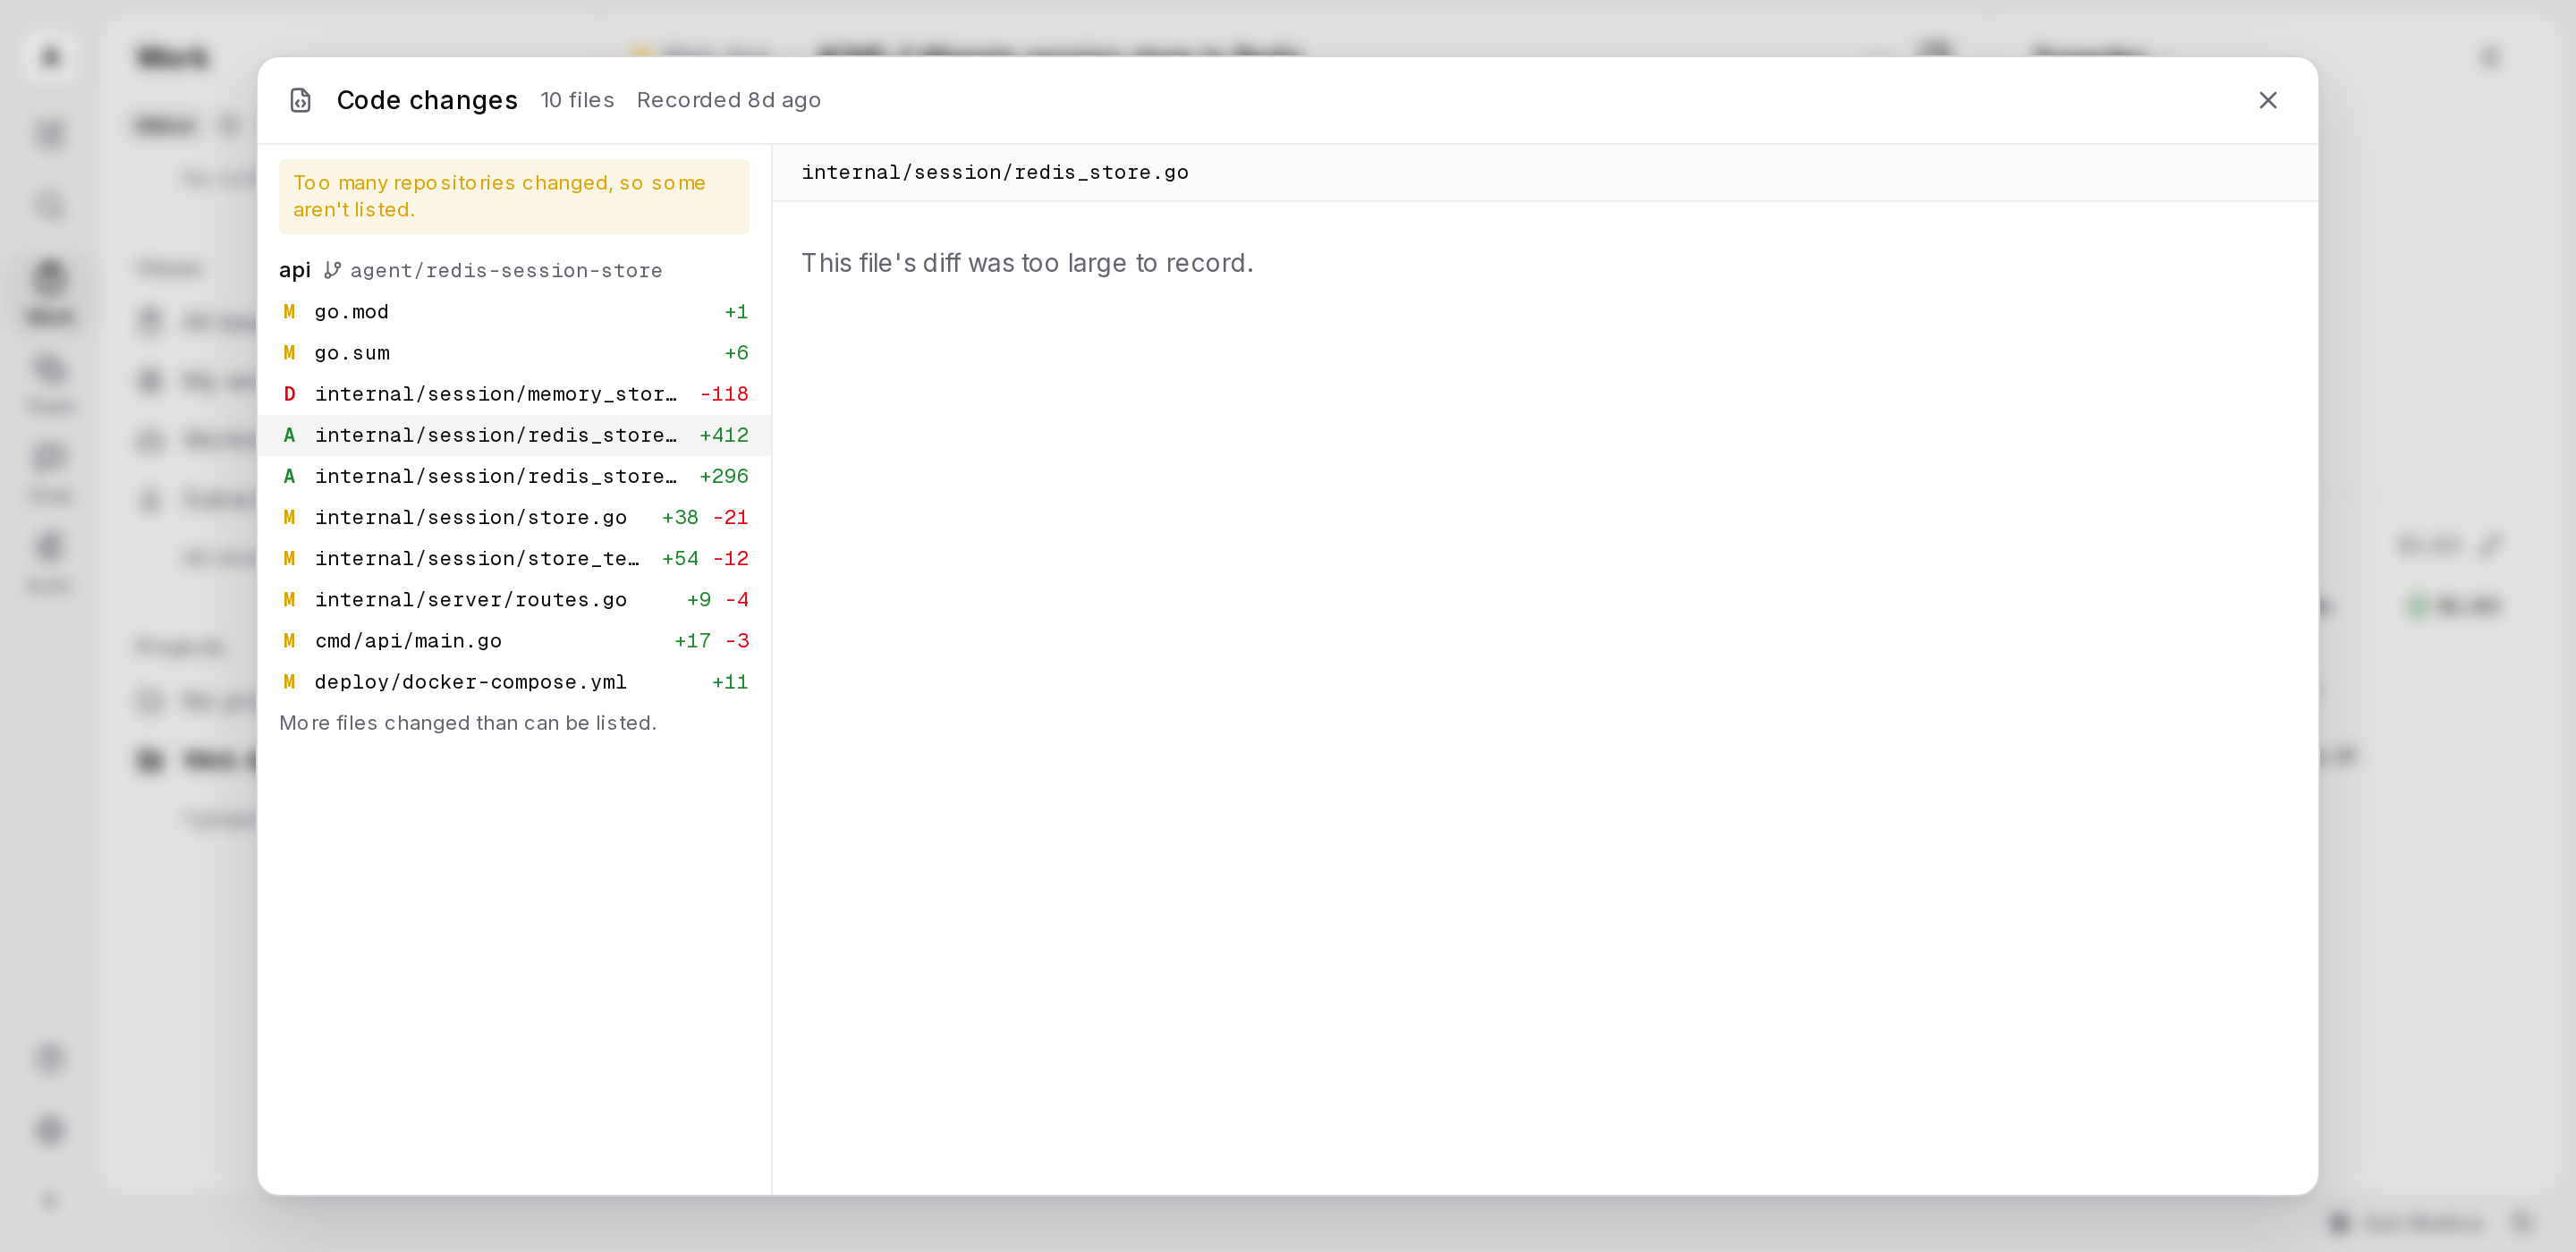 Work
Code changes 10 files Recorded 8d ago
Too many repositories changed, so some
aren't listed.
api agent/redis-session-store
M go.mod +1
M go.sum +6
D internal/session/memory_stor… -118
A internal/session/redis_store… +412
A internal/session/redis_store… +296
M internal/session/store.go +38 -21
M internal/session/store_te… +54 -12
M internal/server/routes.go +9 -4
M cmd/api/main.go +17 -3
M deploy/docker-compose.yml +11
More files changed than can be listed.
internal/session/redis_store.go
This file's diff was too large to record.